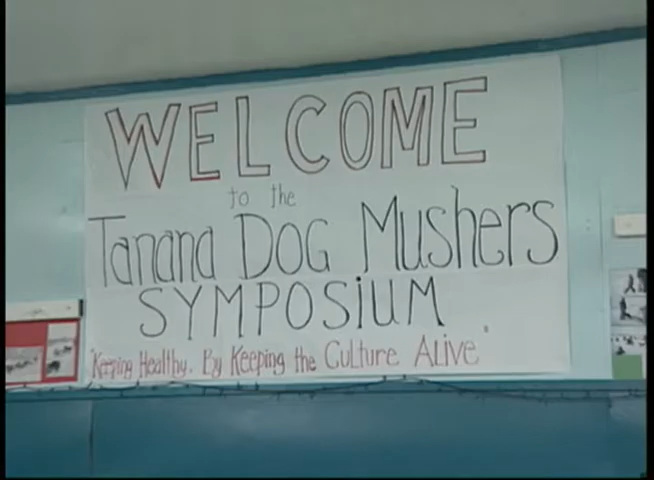 WELCOME
to the
Tanana DOG Mushers
SYMPOSiUM
"Keeping Healthy. By Keeping the Culture Alive"